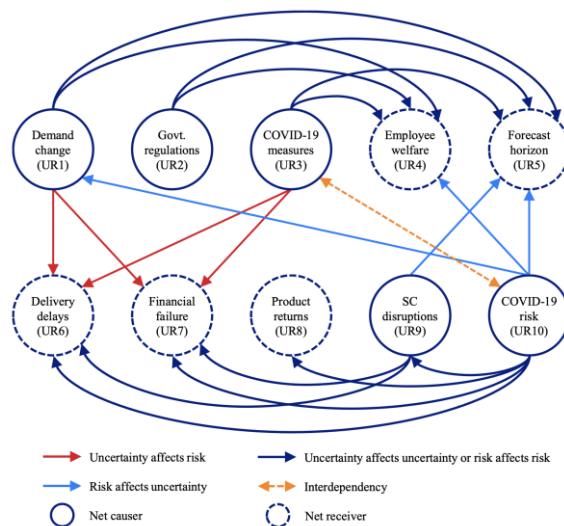 Demand
change
(UR1)
Govt.
regulations
(UR2)
COVID-19
measures
(UR3)
Employee
welfare
(UR4)
Forecast
horizon
(UR5)
Delivery
delays
(UR6)
Financial
failure
(UR7)
Product
returns
(UR8)
SC
disruptions
(UR9)
COVID-19
risk
(UR10)
Uncertainty affects risk
Uncertainty affects uncertainty or risk affects risk
Risk affects uncertainty
Interdependency
Net causer
Net receiver